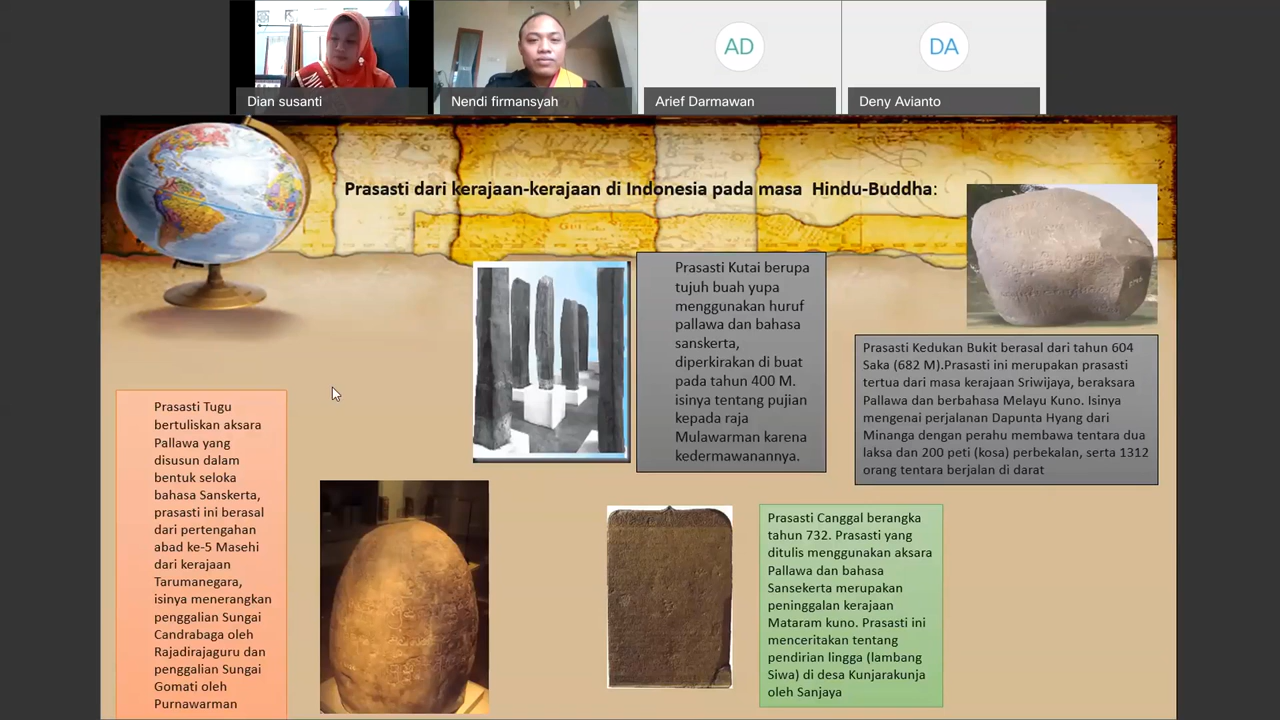 AD
DA
Dian susanti
Nendi firmansyah
Arief Darmawan
Deny Avianto
Prasasti dari kerajaan-kerajaan di Indonesia pada masa Hindu-Buddha:
Prasasti Kutai berupa
tujuh buah yupa
menggunakan huruf
pallawa dan bahasa
sanskerta,
diperkirakan di buat
pada tahun 400 M.
isinya tentang pujian
kepada raja
Mulawarman karena
kedermawanannya.
Prasasti Kedukan Bukit berasal dari tahun 604
Saka (682 M).Prasasti ini merupakan prasasti
tertua dari masa kerajaan Sriwijaya, beraksara
Pallawa dan berbahasa Melayu Kuno. Isinya
mengenai perjalanan Dapunta Hyang dari
Minanga dengan perahu membawa tentara dua
laksa dan 200 peti (kosa) perbekalan, serta 1312
orang tentara berjalan di darat
Prasasti Tugu
bertuliskan aksara
Pallawa yang
disusun dalam
bentuk seloka
bahasa Sanskerta,
prasasti ini berasal
dari pertengahan
abad ke-5 Masehi
dari kerajaan
Tarumanegara,
isinya menerangkan
penggalian Sungai
Candrabaga oleh
Rajadirajaguru dan
penggalian Sungai
Gomati oleh
Purnawarman
Prasasti Canggal berangka
tahun 732. Prasasti yang
ditulis menggunakan aksara
Pallawa dan bahasa
Sansekerta merupakan
peninggalan kerajaan
Mataram kuno. Prasasti ini
menceritakan tentang
pendirian lingga (lambang
Siwa) di desa Kunjarakunja
oleh Sanjaya